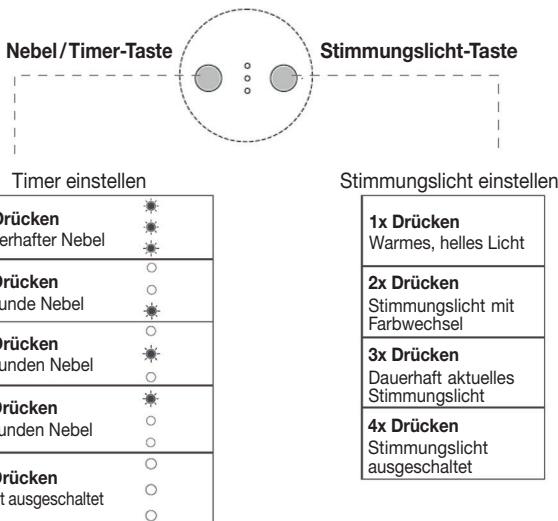 Nebel/Timer-Taste
Stimmungslicht-Taste
Timer einstellen
Drücken
erhafter Nebel
Drücken
unde Nebel
Drücken
unden Nebel
Drücken
unden Nebel
Drücken
t ausgeschaltet
Stimmungslicht einstellen
1x Drücken
Warmes, helles Licht
2x Drücken
Stimmungslicht mit
Farbwechsel
3x Drücken
Dauerhaft aktuelles
Stimmungslicht
4x Drücken
Stimmungslicht
ausgeschaltet